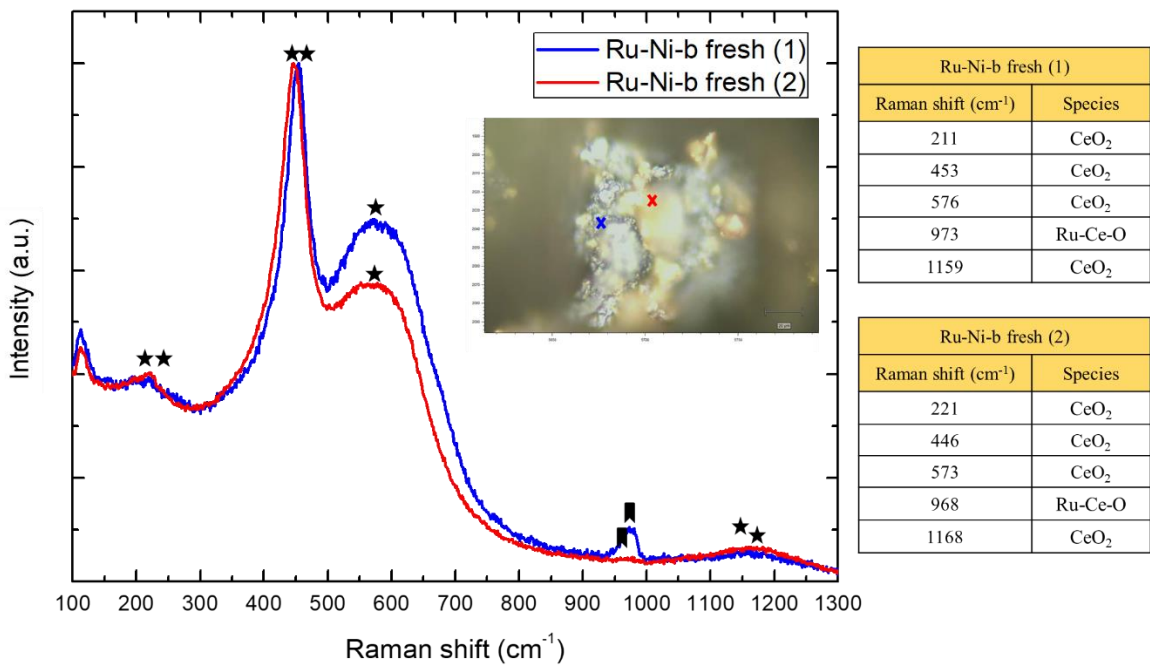 Ru-Ni-b fresh (1)
Ru-Ni-b fresh (2)
Intensity (a.u.)
100 200 300 400 500 600 700 800 900 1000 1100 1200 1300
Raman shift (cm⁻¹)
Ru-Ni-b fresh (1)
Raman shift (cm⁻¹) Species
211 CeO₂
453 CeO₂
576 CeO₂
973 Ru-Ce-O
1159 CeO₂
Ru-Ni-b fresh (2)
Raman shift (cm⁻¹) Species
221 CeO₂
446 CeO₂
573 CeO₂
968 Ru-Ce-O
1168 CeO₂